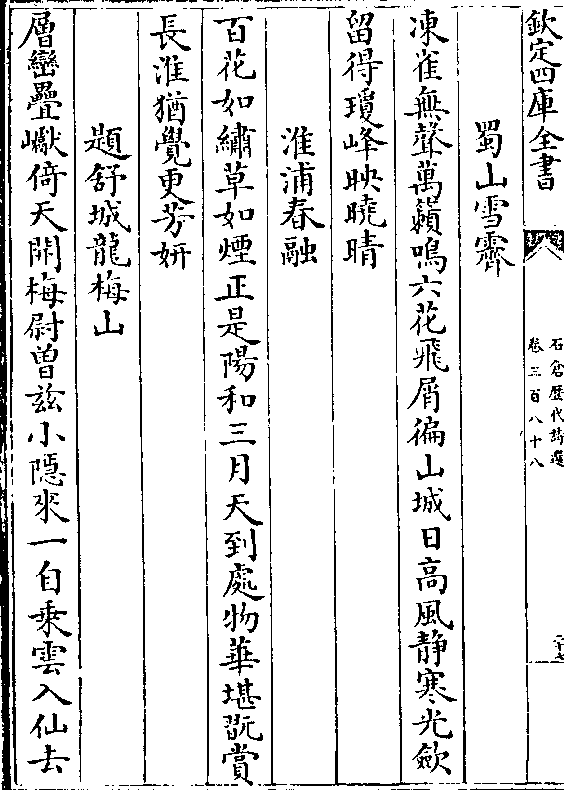 欽定四庫全書
石倉歷代詩選
卷三百八十八
蜀山雪霽
凍雀無聲萬籟鳴六花飛屑徧山城日高風静寒光斂
留得瓊峰映曉晴
淮浦春融
百花如繡草如煙正是陽和三月天到處物華堪翫賞
長淮猶覺更芳妍
題舒城龍梅山
層巒疊巘倚天開梅尉曾兹小隱來一自乗雲入仙去